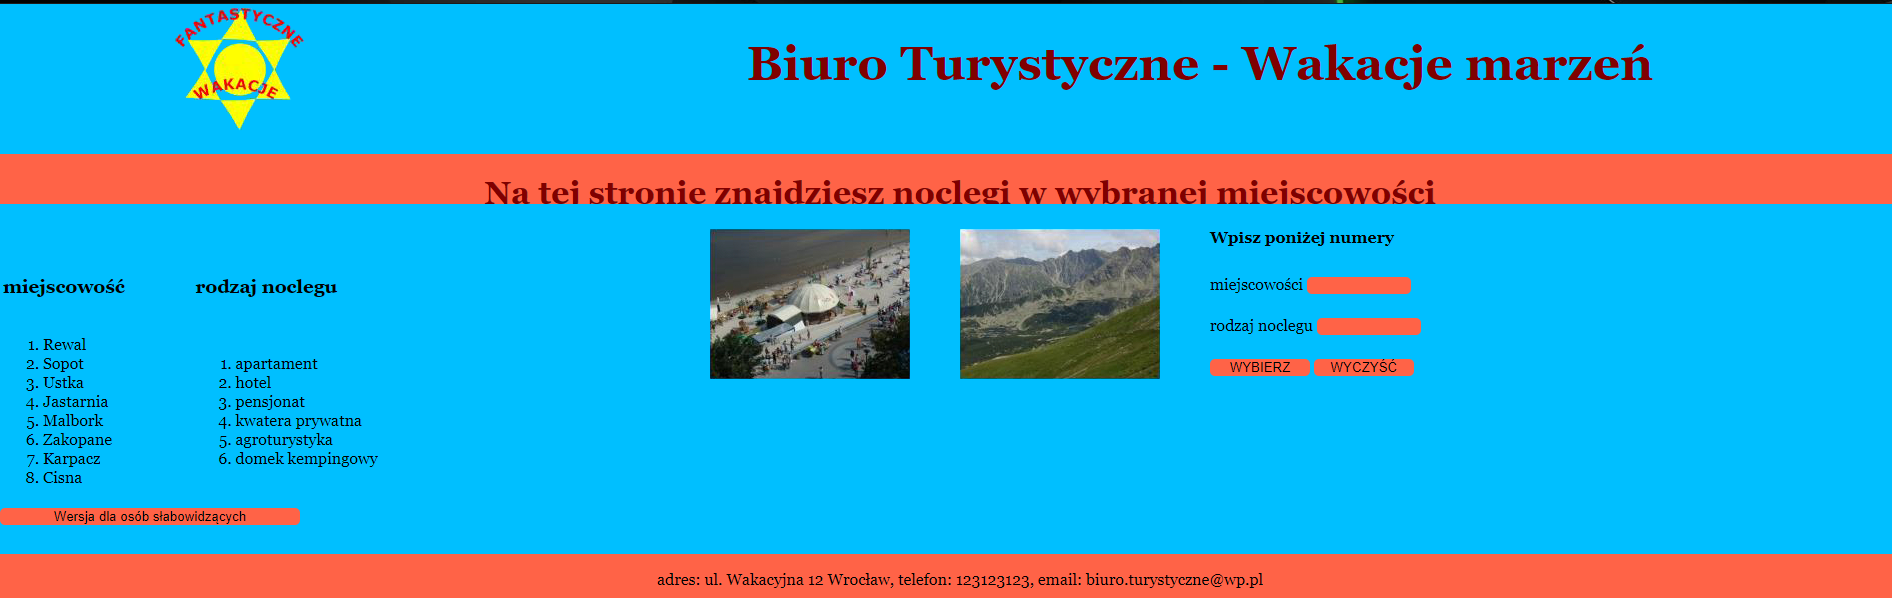 FANTASTYCZNE
WAKACJE
Biuro Turystyczne - Wakacje marzeń
Na tej stronie znajdziesz noclegi w wybranej miejscowości
miejscowość
1. Rewal
2. Sopot
3. Ustka
4. Jastarnia
5. Malbork
6. Zakopane
7. Karpacz
8. Cisna
rodzaj noclegu
1. apartament
2. hotel
3. pensjonat
4. kwatera prywatna
5. agroturystyka
6. domek kempingowy
Wersja dla osób słabowidzących
Wpisz poniżej numery
miejscowości
rodzaj noclegu
WYBIERZ WYCZYŚĆ
adres: ul. Wakacyjna 12 Wrocław, telefon: 123123123, email: biuro.turystyczne@wp.pl